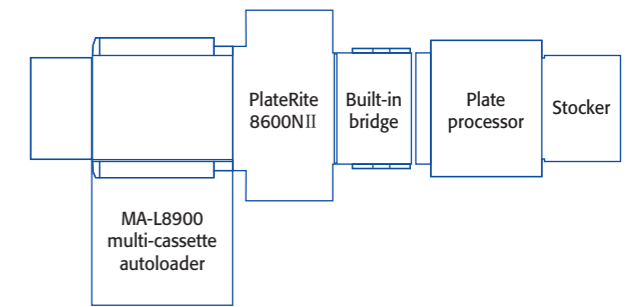 PlateRite
8600NⅡ
Built-in
bridge
Plate
processor
Stocker
MA-L8900
multi-cassette
autoloader